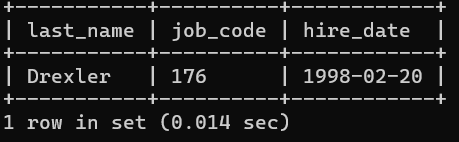 +-----------+----------+------------+
| last_name | job_code | hire_date  |
+-----------+----------+------------+
| Drexler   | 176      | 1998-02-20 |
+-----------+----------+------------+
1 row in set (0.014 sec)